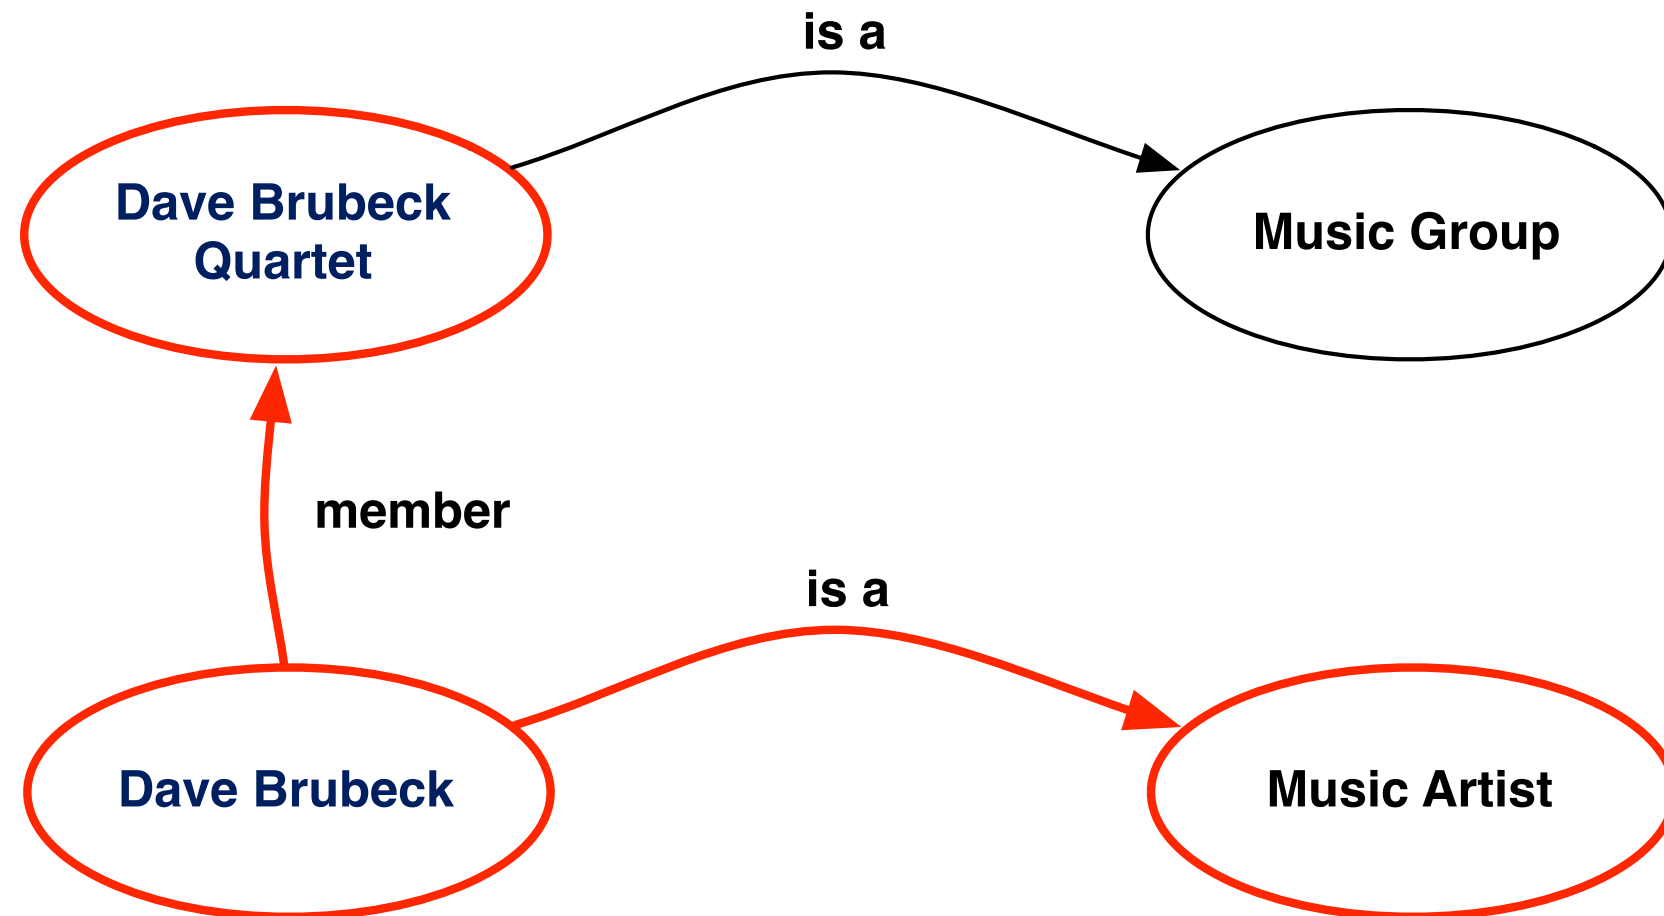 is a
Dave Brubeck
Quartet
Music Group
member
is a
Dave Brubeck
Music Artist